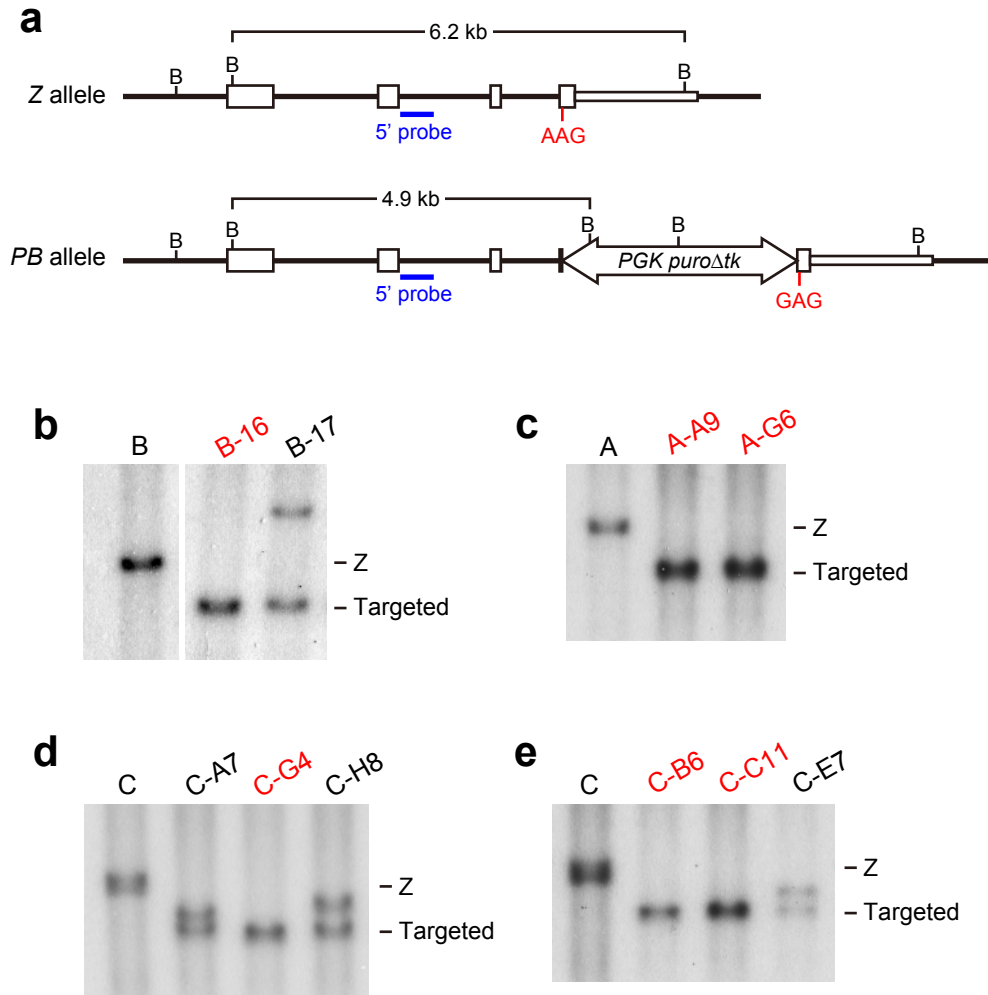 a
6.2 kb
B B B
Z allele
5’ probe
AAG
4.9 kb
B B B B B
PB allele
PGK puroΔtk
5’ probe
GAG
b
B B-16 B-17
– Z
– Targeted
c
A A-A9 A-G6
– Z
– Targeted
d
C C-A7 C-G4 C-H8
– Z
– Targeted
e
C C-B6 C-C11 C-E7
– Z
– Targeted